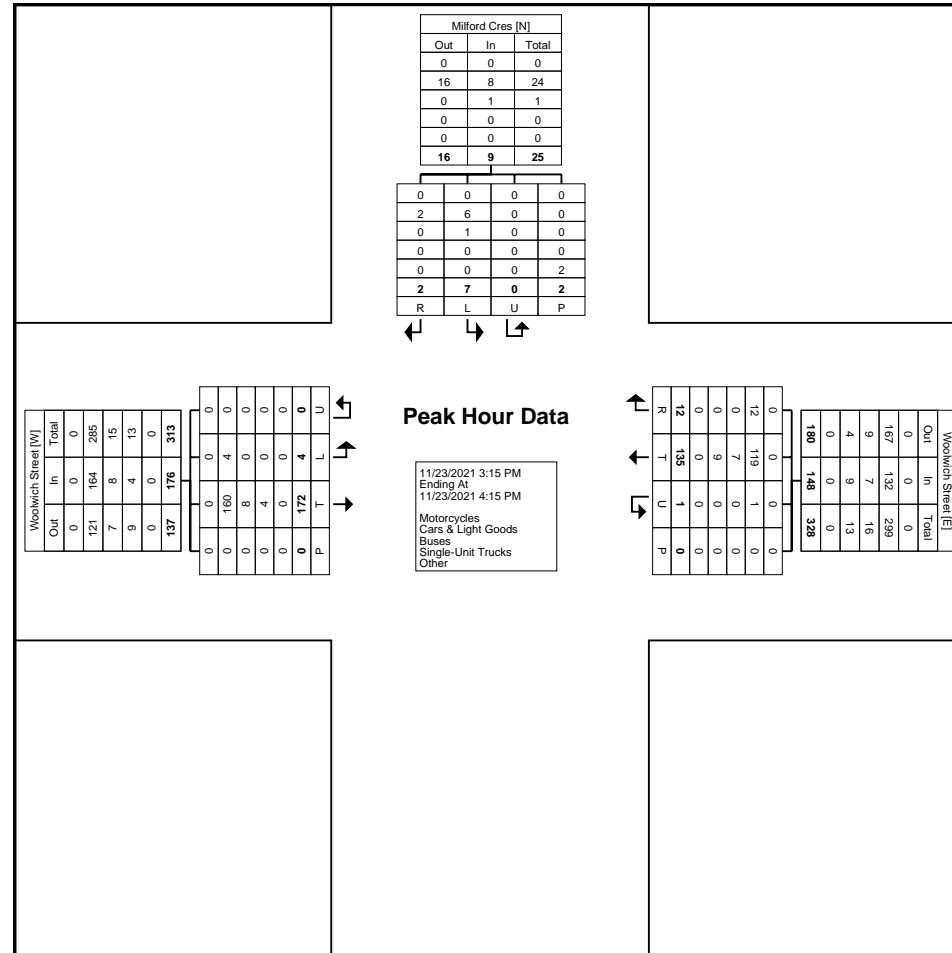 Milford Cres [N]
Out In Total
0 0 0
16 8 24
0 1 1
0 0 0
0 0 0
16 9 25
0 0 0 0
2 6 0 0
0 1 0 0
0 0 0 0
0 0 0 2
2 7 0 2
R L U P
Woolwich Street [W]
Total In Out
0 0 0
285 164 121
15 8 7
13 4 9
0 0 0
313 176 137
0 0 0 0
0 4 160 0
0 0 8 0
0 0 4 0
0 0 0 0
0 4 172 0
U L T P
Peak Hour Data
11/23/2021 3:15 PM
Ending At
11/23/2021 4:15 PM
Motorcycles
Cars & Light Goods
Buses
Single-Unit Trucks
Other
R T U P
12 135 1 0
0 0 0 0
0 9 0 0
0 7 0 0
12 119 1 0
0 0 0 0
Woolwich Street [E]
Out In Total
0 0 0
167 132 299
9 7 16
4 9 13
0 0 0
180 148 328